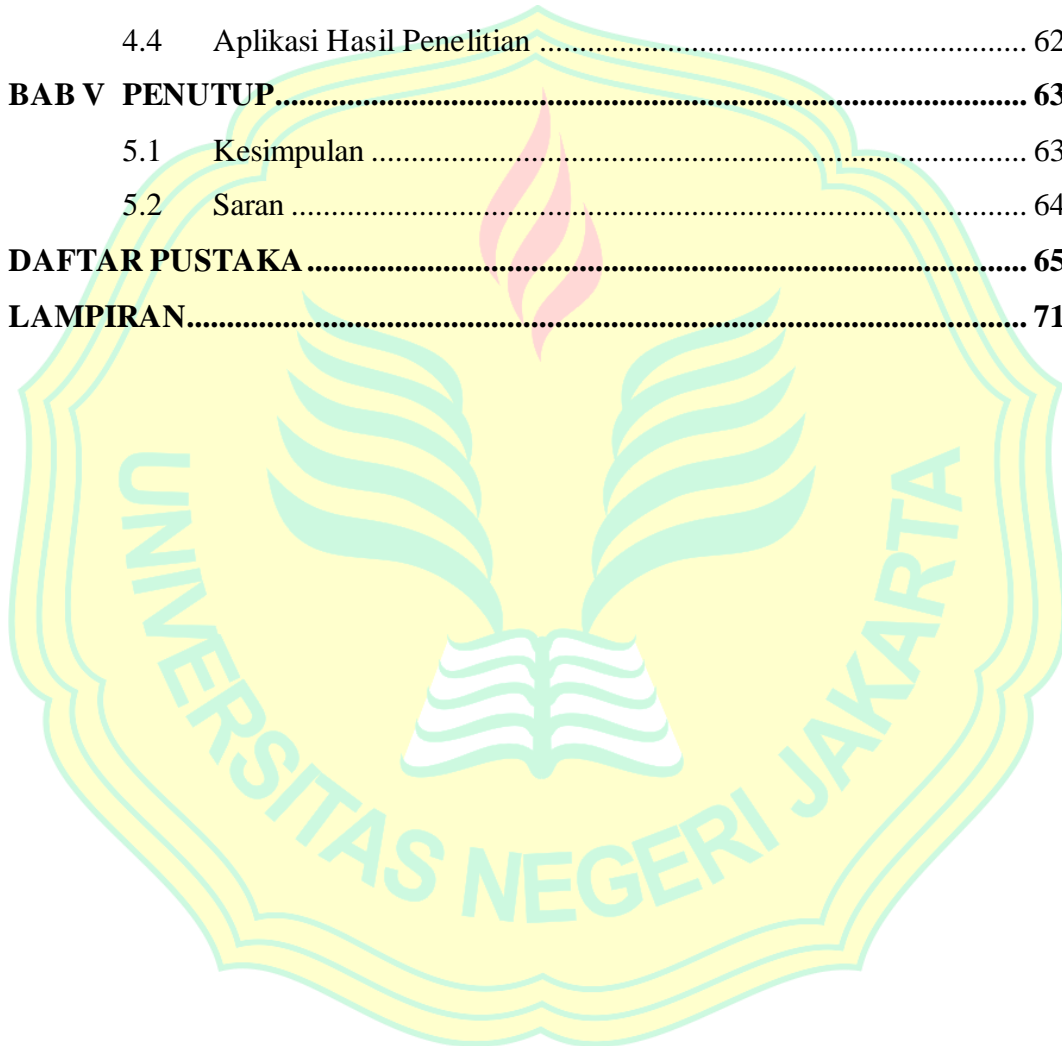 4.4 Aplikasi Hasil Penelitian .............................................................. 62
BAB V PENUTUP................................................................................................ 63
5.1 Kesimpulan ................................................................................... 63
5.2 Saran ............................................................................................. 64
DAFTAR PUSTAKA ............................................................................................ 65
LAMPIRAN........................................................................................................... 71
UNIVERSITAS NEGERI JAKARTA